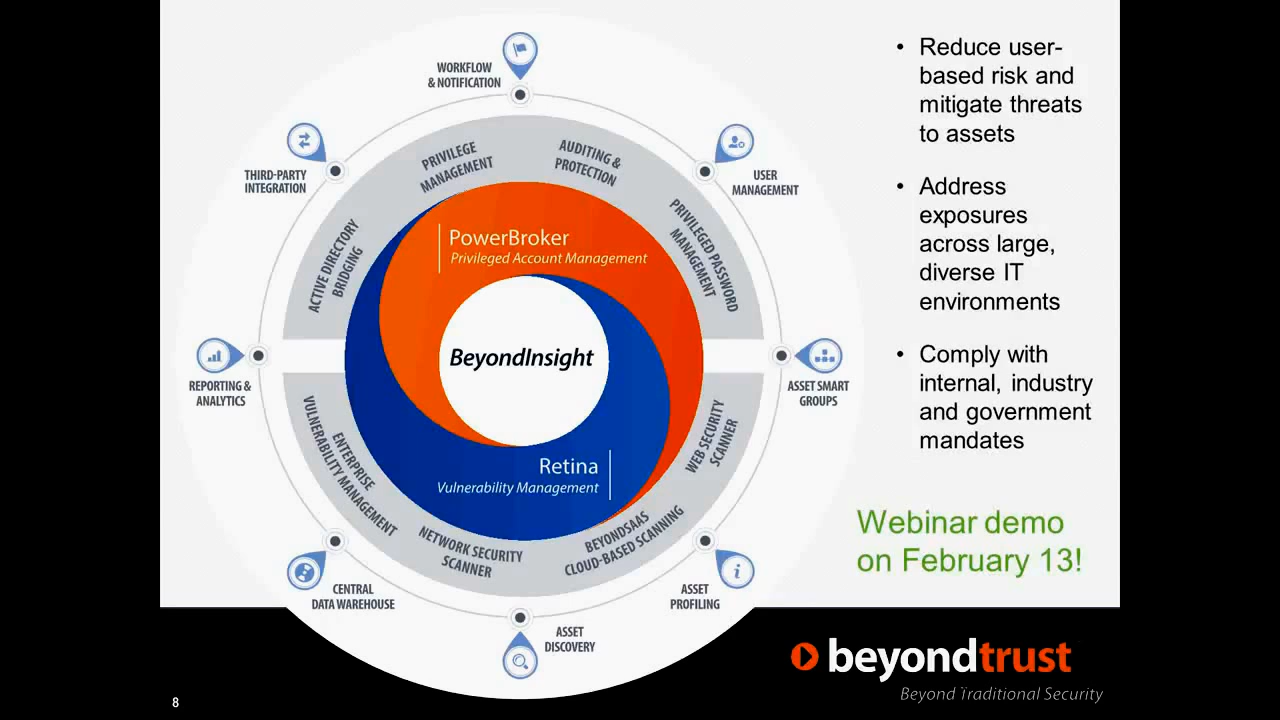 WORKFLOW
& NOTIFICATION
THIRD-PARTY
INTEGRATION
USER
MANAGEMENT
PRIVILEGE
MANAGEMENT
AUDITING &
PROTECTION
ACTIVE DIRECTORY
BRIDGING
PRIVILEGED PASSWORD
MANAGEMENT
PowerBroker
Privileged Account Management
BeyondInsight
REPORTING &
ANALYTICS
ASSET SMART
GROUPS
Retina
Vulnerability Management
ENTERPRISE
VULNERABILITY MANAGEMENT
NETWORK SECURITY
SCANNER
BEYONDSAAS
CLOUD-BASED SCANNING
WEB SECURITY
SCANNER
CENTRAL
DATA WAREHOUSE
ASSET
DISCOVERY
ASSET
PROFILING
• Reduce user-
based risk and
mitigate threats
to assets
• Address
exposures
across large,
diverse IT
environments
• Comply with
internal, industry
and government
mandates
Webinar demo
on February 13!
beyondtrust
Beyond Traditional Security
8